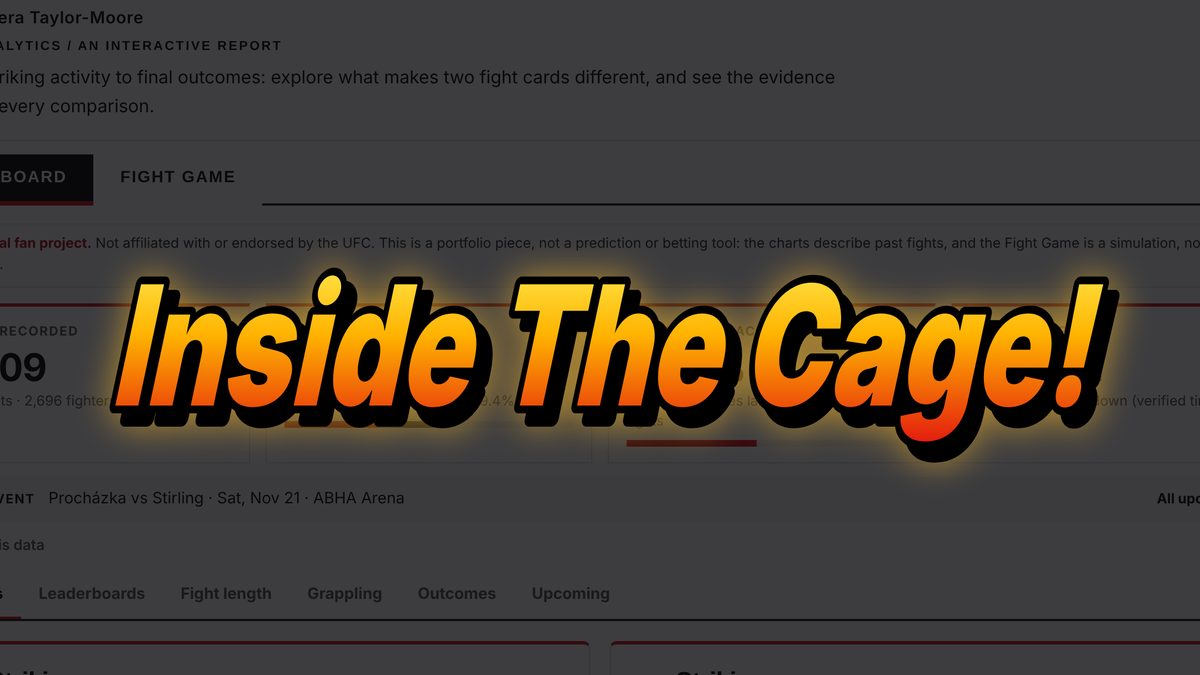 era Taylor-Moore
ALYTICS / AN INTERACTIVE REPORT
riking activity to final outcomes: explore what makes two fight cards different, and see the evidence
every comparison.
BOARD FIGHT GAME
al fan project. Not affiliated with or endorsed by the UFC. This is a portfolio piece, not a prediction or betting tool: the charts describe past fights, and the Fight Game is a simulation, no
Inside The Cage!
RECORDED
09
ts · 2,696 fighter
9.4%
down (verified ti
VENT Procházka vs Stirling · Sat, Nov 21 · ABHA Arena All upc
is data
s Leaderboards Fight length Grappling Outcomes Upcoming